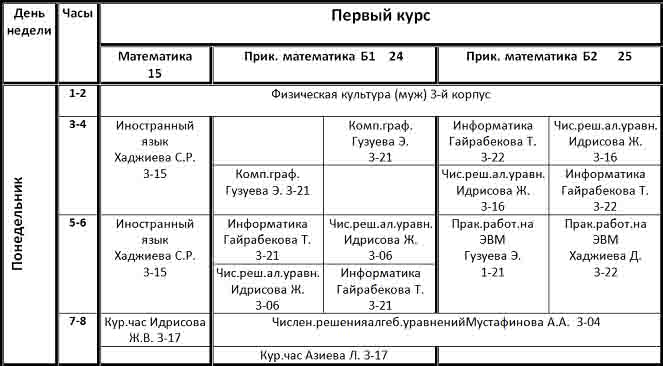 День недели
Часы
Первый курс
Математика 15
Прик. математика Б1 24
Прик. математика Б2 25
Понедельник
1-2
Физическая культура (муж) 3-й корпус
3-4
Иностранный
язык
Хаджиева С.Р.
3-15
Комп.граф.
Гузуева Э.
3-21
Информатика
Гайрабекова Т.
3-22
Чис.реш.ал.уравн.
Идрисова Ж.
3-16
Комп.граф.
Гузуева Э. 3-21
Чис.реш.ал.уравн.
Идрисова Ж.
3-16
Информатика
Гайрабекова Т.
3-22
5-6
Иностранный
язык
Хаджиева С.Р.
3-15
Информатика
Гайрабекова Т.
3-21
Чис.реш.ал.уравн.
Идрисова Ж.
3-06
Прак.работ.на
ЭВМ
Гузуева Э.
1-21
Прак.работ.на
ЭВМ
Хаджиева Д.
3-22
Чис.реш.ал.уравн.
Идрисова Ж.
3-06
Информатика
Гайрабекова Т.
3-21
7-8
Кур.час Идрисова
Ж.В. 3-17
Числен.решенияалгеб.уравненийМустафинова А.А. 3-04
Кур.час Азиева Л. 3-17